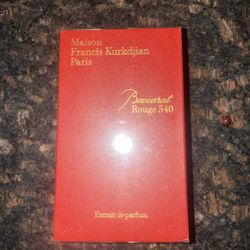 Maison
Francis Kurkdjian
Paris
Baccarat
Rouge 540
Extrait de parfum